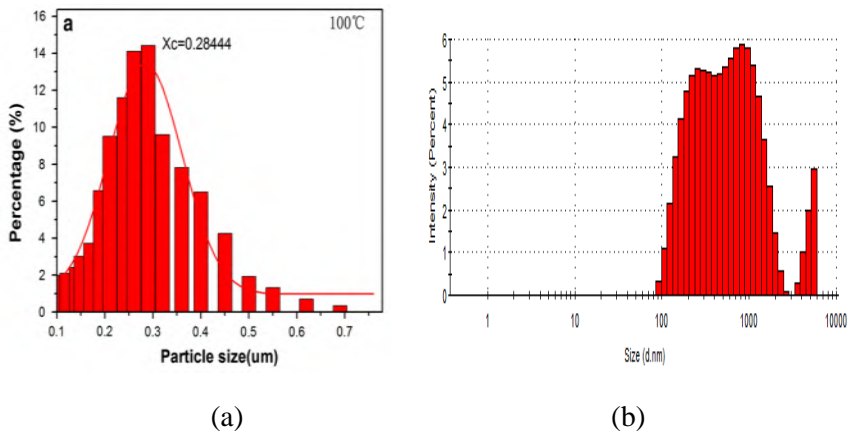 a
100℃
Xc=0.28444
16
14
12
10
8
6
4
2
0
Percentage (%)
0.1 0.2 0.3 0.4 0.5 0.6 0.7
Particle size(um)
(a)
6
5
4
3
2
1
0
Intensity (Percent)
1 10 100 1000 10000
Size (d.nm)
(b)